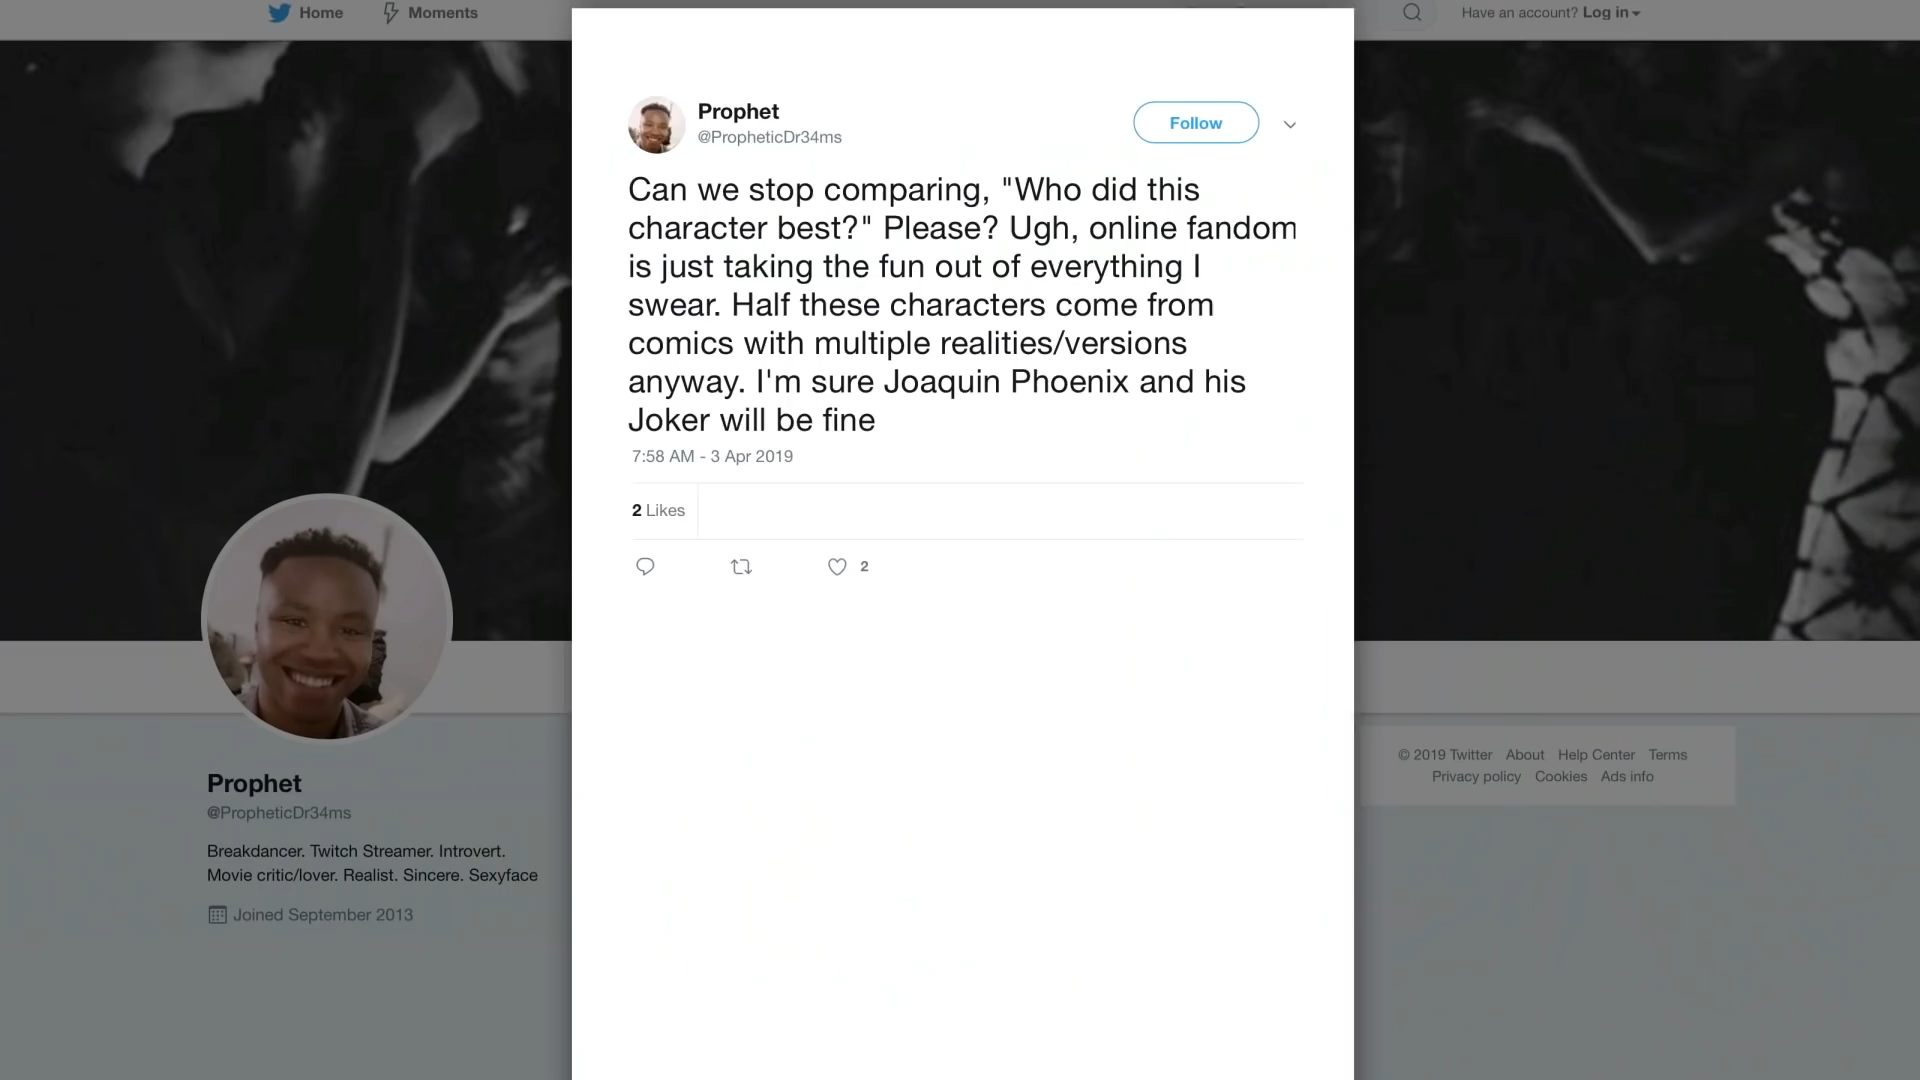 Home
Moments
Have an account? Log in
Prophet
@PropheticDr34ms
Follow
Can we stop comparing, "Who did this
character best?" Please? Ugh, online fandom
is just taking the fun out of everything I
swear. Half these characters come from
comics with multiple realities/versions
anyway. I'm sure Joaquin Phoenix and his
Joker will be fine
7:58 AM - 3 Apr 2019
2 Likes
2
Prophet
@PropheticDr34ms
Breakdancer. Twitch Streamer. Introvert.
Movie critic/lover. Realist. Sincere. Sexyface
Joined September 2013
© 2019 Twitter About Help Center Terms
Privacy policy Cookies Ads info